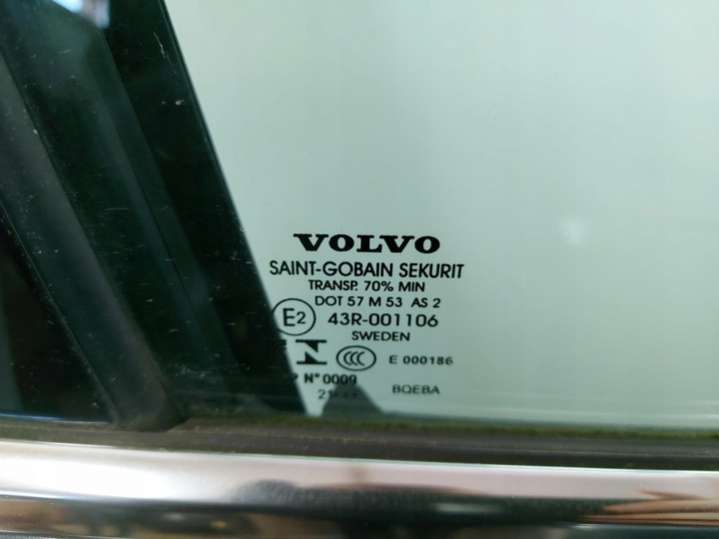 VOLVO
SAINT-GOBAIN SEKURIT
TRANSP. 70% MIN
DOT 57 M 53 AS 2
E2 43R-001106
SWEDEN
CCC E 000186
N° 0009
BQEBA